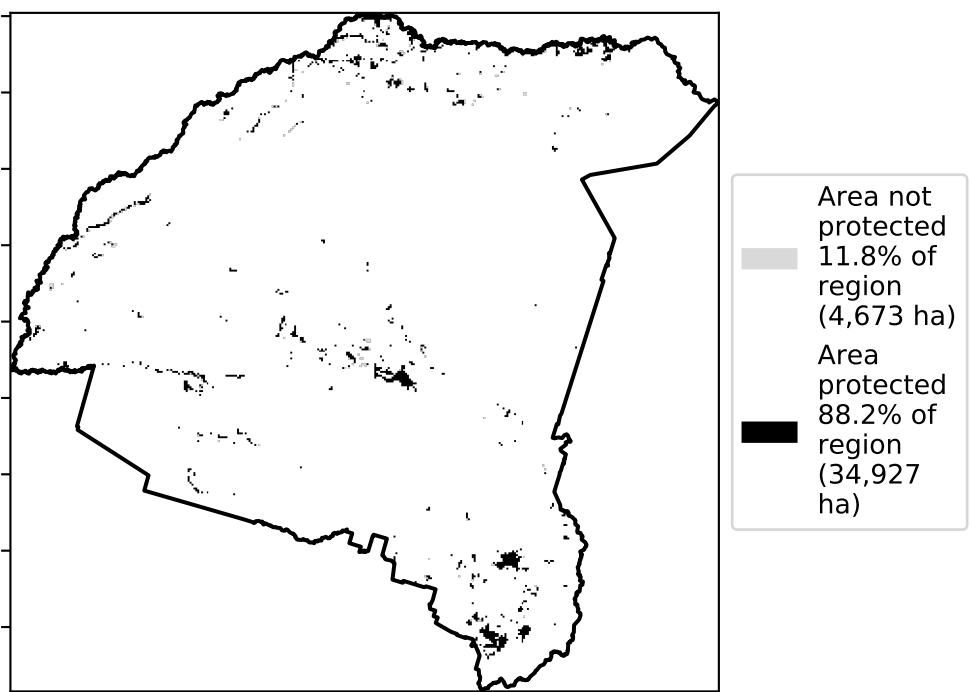 Area not
protected
11.8% of
region
(4,673 ha)
Area
protected
88.2% of
region
(34,927
ha)